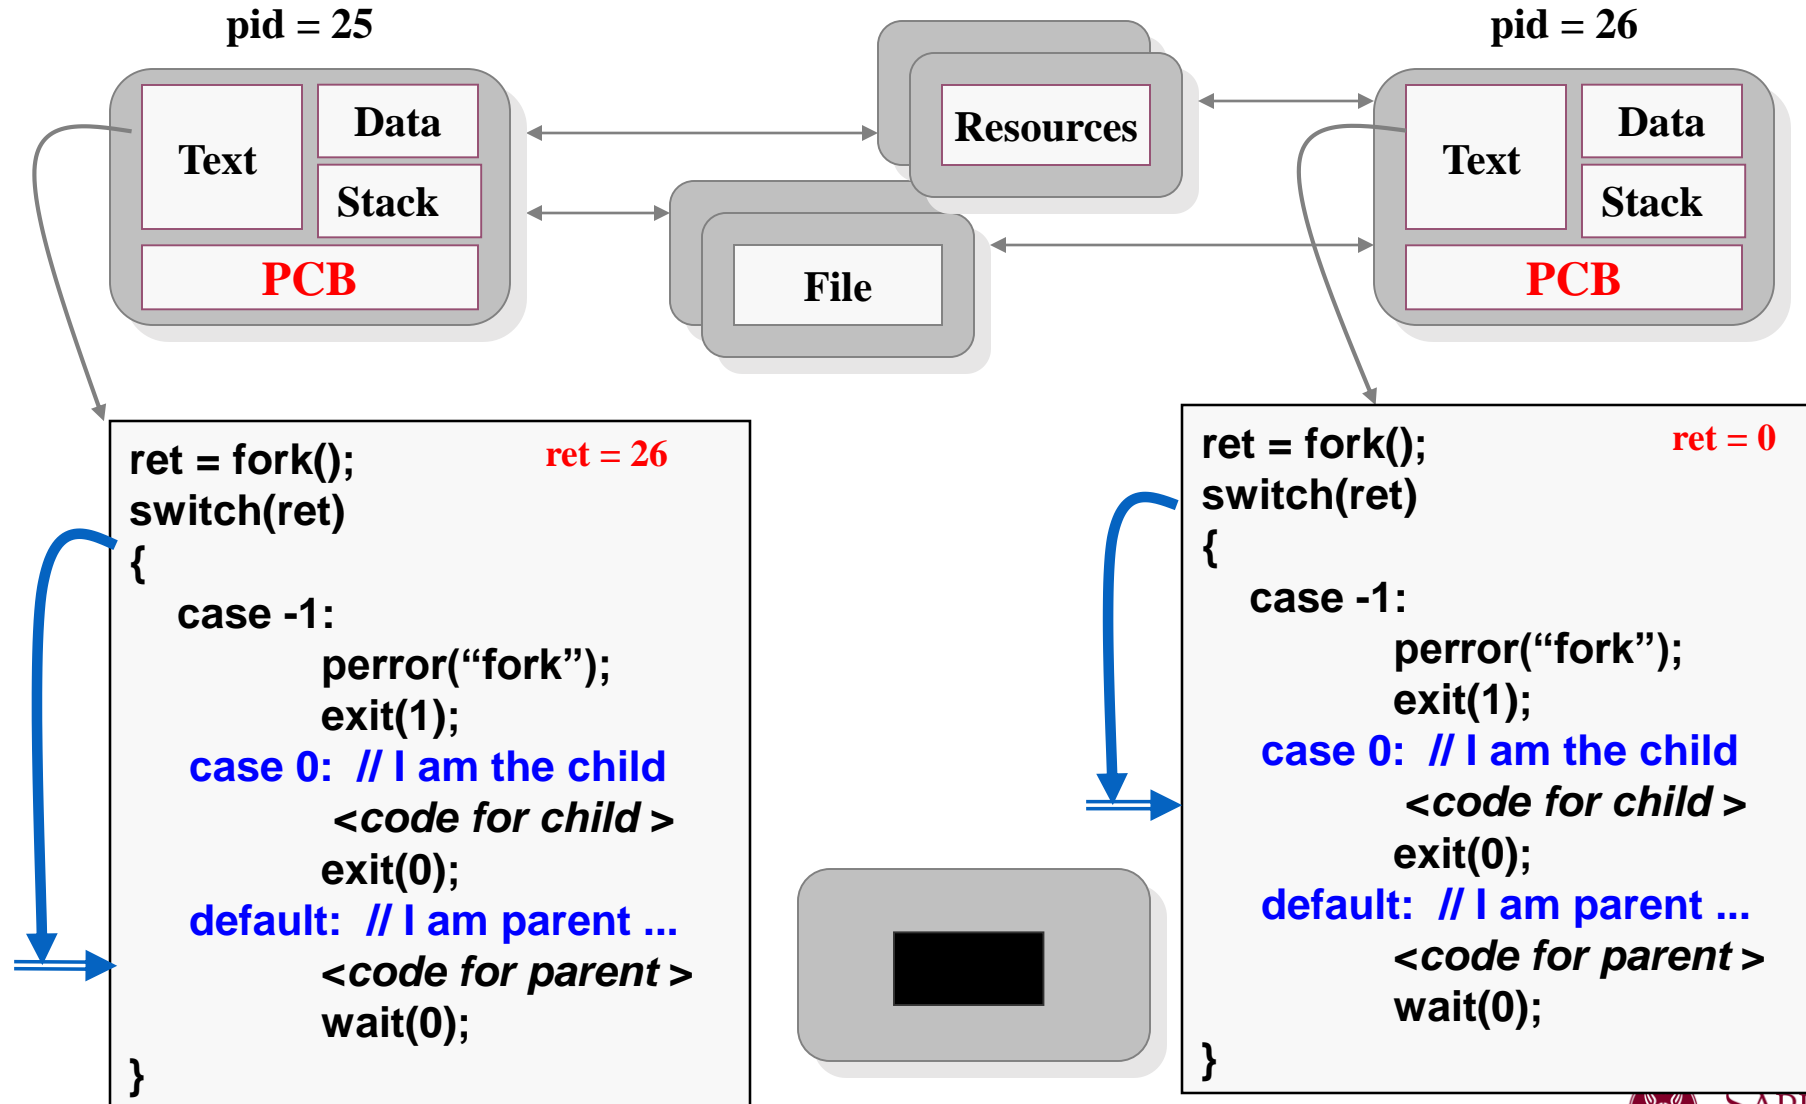 pid = 25
pid = 26
Text
Data
Stack
PCB
Resources
File
Text
Data
Stack
PCB
ret = fork();
ret = 26
switch(ret)
{
case -1:
perror(“fork”);
exit(1);
case 0: // I am the child
<code for child >
exit(0);
default: // I am parent ...
<code for parent >
wait(0);
}
ret = fork();
ret = 0
switch(ret)
{
case -1:
perror(“fork”);
exit(1);
case 0: // I am the child
<code for child >
exit(0);
default: // I am parent ...
<code for parent >
wait(0);
}